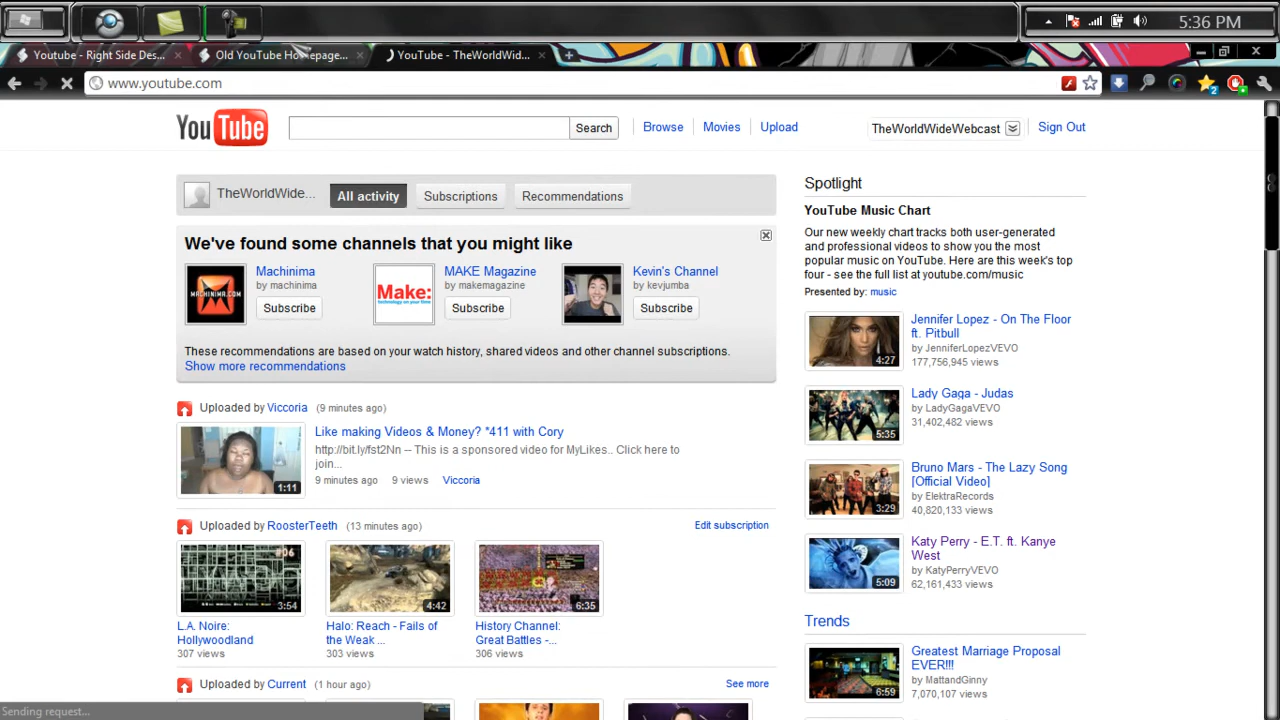 5:36 PM
Youtube - Right Side Des...
Old YouTube Homepage...
YouTube - TheWorldWid...
www.youtube.com
YouTube
Search
Browse
Movies
Upload
TheWorldWideWebcast
Sign Out
TheWorldWide...
All activity
Subscriptions
Recommendations
We've found some channels that you might like
MACHINIMA.COM
Machinima
by machinima
Subscribe
Make:
technology on your time
MAKE Magazine
by makemagazine
Subscribe
Kevin's Channel
by kevjumba
Subscribe
These recommendations are based on your watch history, shared videos and other channel subscriptions.
Show more recommendations
Uploaded by Viccoria (9 minutes ago)
1:11
Like making Videos & Money? *411 with Cory
http://bit.ly/fst2Nn -- This is a sponsored video for MyLikes.. Click here to
join...
9 minutes ago 9 views Viccoria
Uploaded by RoosterTeeth (13 minutes ago)
Edit subscription
#06
3:54
4:42
6:35
L.A. Noire:
Hollywoodland
307 views
Halo: Reach - Fails of
the Weak ...
303 views
History Channel:
Great Battles -...
306 views
Uploaded by Current (1 hour ago)
See more
Spotlight
YouTube Music Chart
Our new weekly chart tracks both user-generated
and professional videos to show you the most
popular music on YouTube. Here are this week's top
four - see the full list at youtube.com/music
Presented by: music
4:27
Jennifer Lopez - On The Floor
ft. Pitbull
by JenniferLopezVEVO
177,756,945 views
5:35
Lady Gaga - Judas
by LadyGagaVEVO
31,402,482 views
3:29
Bruno Mars - The Lazy Song
[Official Video]
by ElektraRecords
40,820,133 views
5:09
Katy Perry - E.T. ft. Kanye
West
by KatyPerryVEVO
62,161,433 views
Trends
6:59
Greatest Marriage Proposal
EVER!!!
by MattandGinny
7,070,107 views
Sending request...